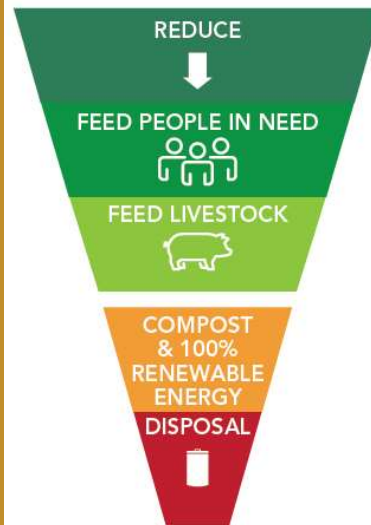 REDUCE
FEED PEOPLE IN NEED
FEED LIVESTOCK
COMPOST
& 100%
RENEWABLE
ENERGY
DISPOSAL